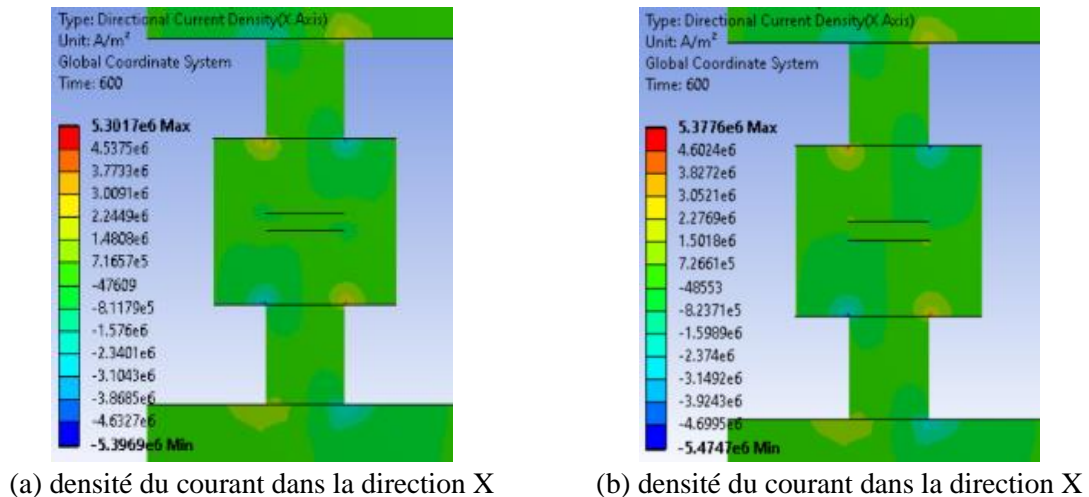 Type: Directional Current Density(X Axis)
Unit: A/m²
Global Coordinate System
Time: 600
5.3017e6 Max
4.5375e6
3.7733e6
3.0091e6
2.2449e6
1.4808e6
7.1657e5
-47609
-8.1179e5
-1.576e6
-2.3401e6
-3.1043e6
-3.8685e6
-4.6327e6
-5.3969e6 Min
(a) densité du courant dans la direction X
Type: Directional Current Density(X Axis)
Unit: A/m²
Global Coordinate System
Time: 600
5.3776e6 Max
4.6024e6
3.8272e6
3.0521e6
2.2769e6
1.5018e6
7.2661e5
-48553
-8.2371e5
-1.5989e6
-2.374e6
-3.1492e6
-3.9243e6
-4.6995e6
-5.4747e6 Min
(b) densité du courant dans la direction X